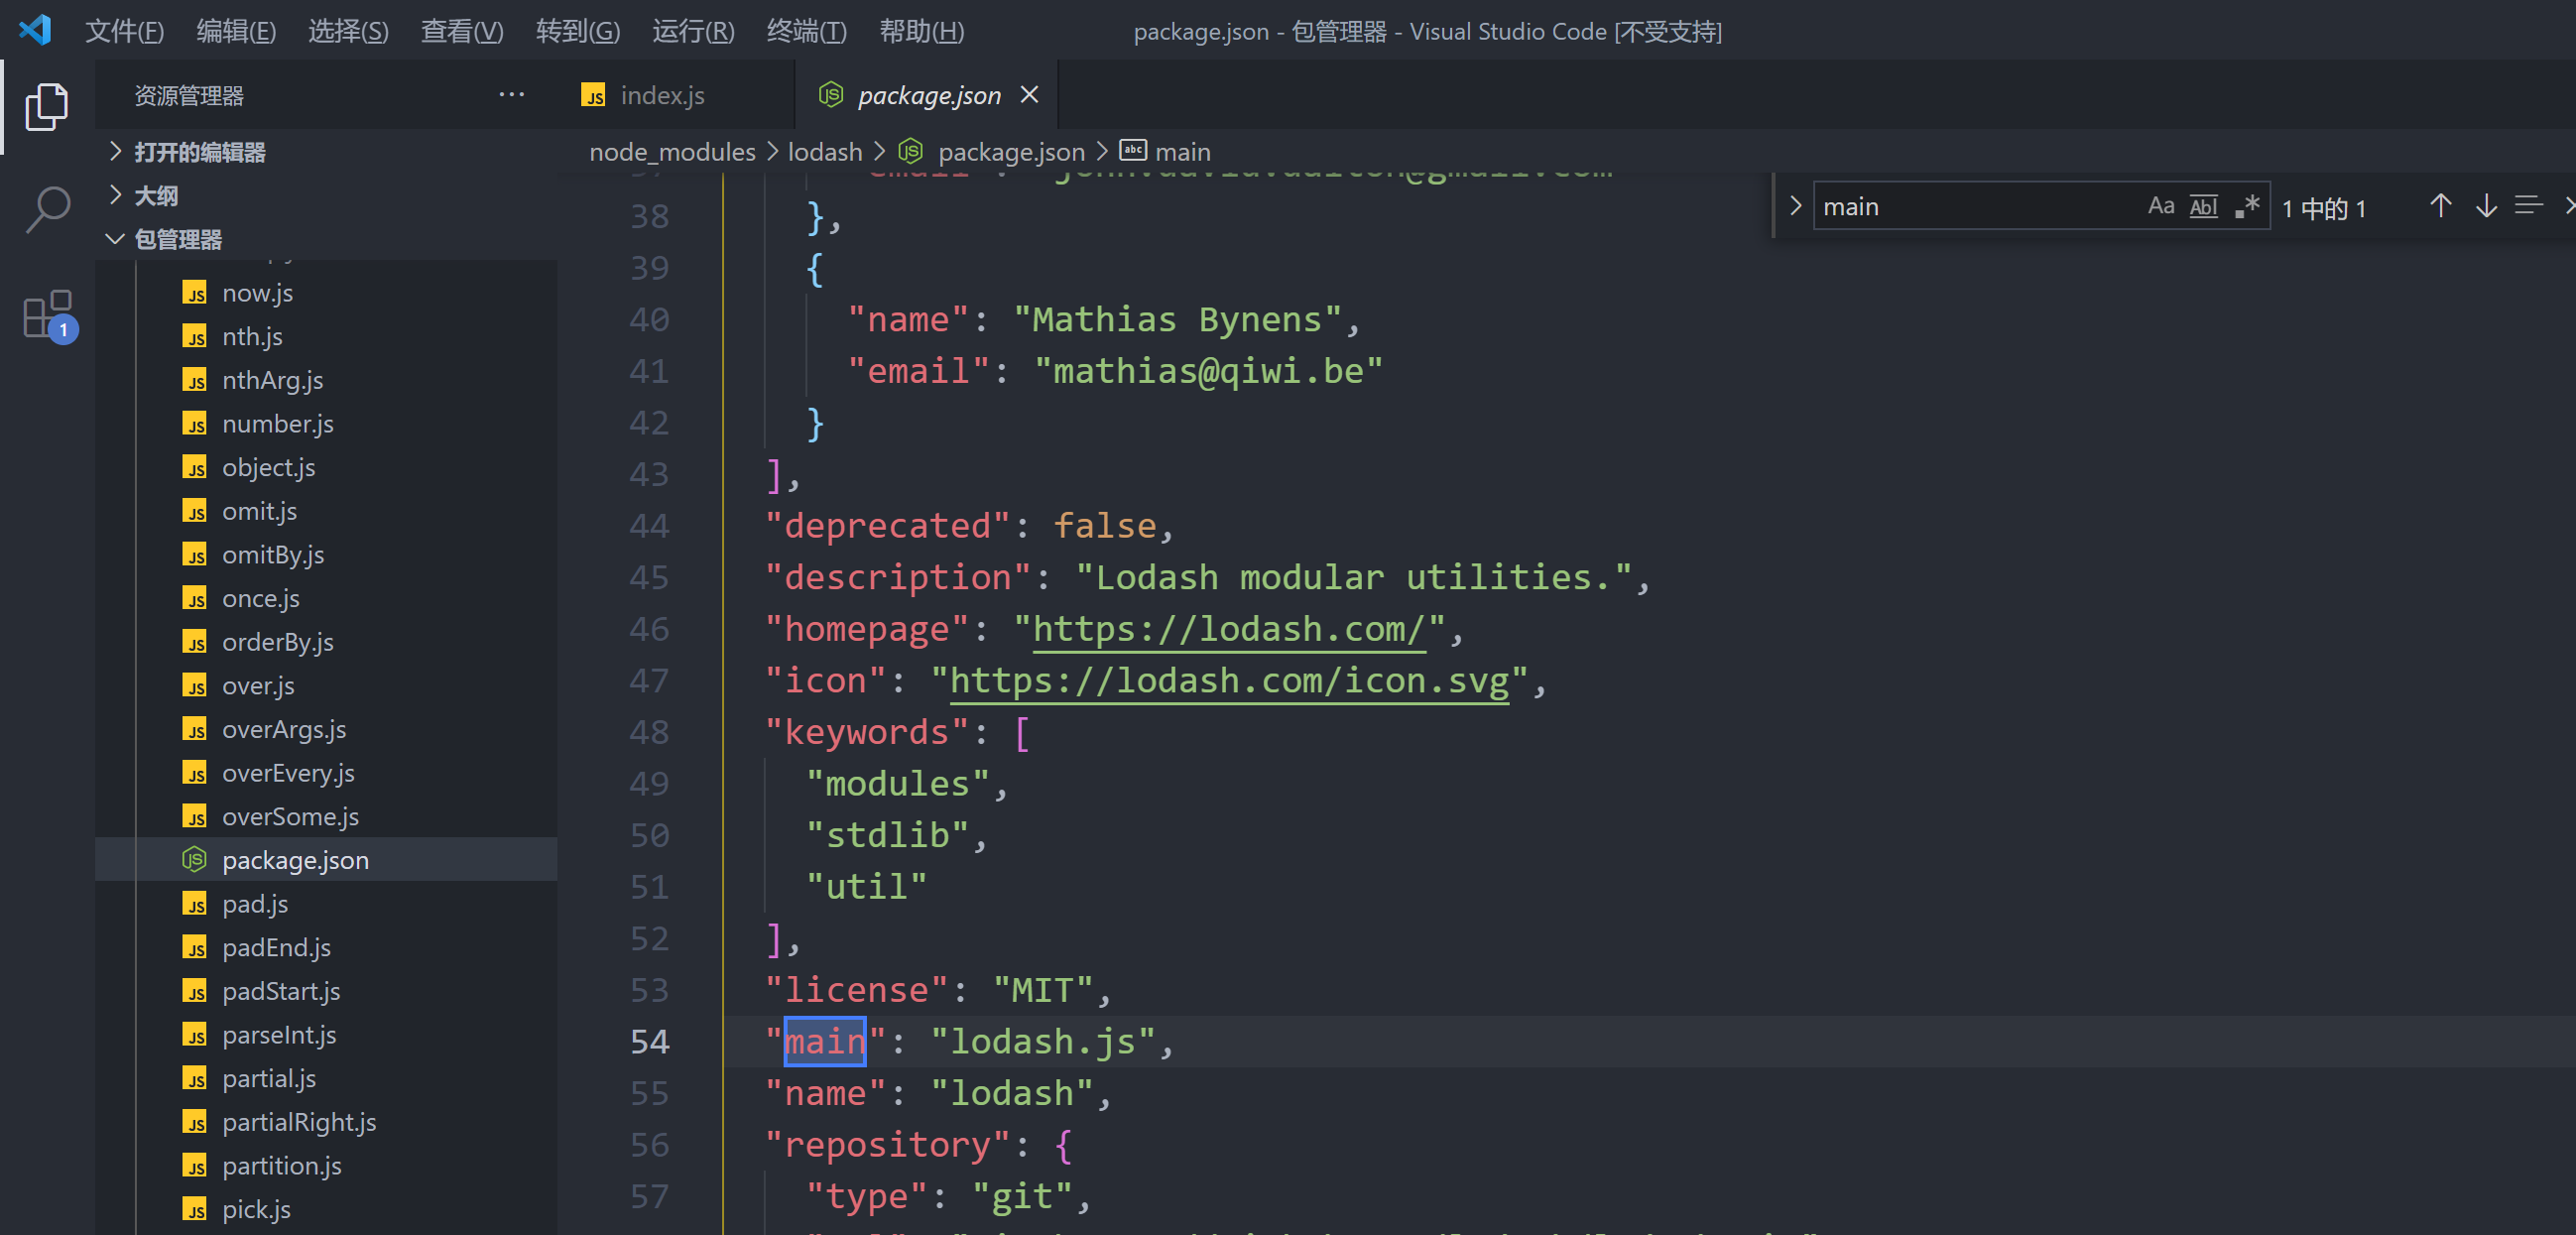 文件(F) 编辑(E) 选择(S) 查看(V) 转到(G) 运行(R) 终端(T) 帮助(H) package.json - 包管理器 - Visual Studio Code [不受支持]
资源管理器 ···
打开的编辑器
大纲
包管理器
now.js
nth.js
nthArg.js
number.js
object.js
omit.js
omitBy.js
once.js
orderBy.js
over.js
overArgs.js
overEvery.js
overSome.js
package.json
pad.js
padEnd.js
padStart.js
parseInt.js
partial.js
partialRight.js
partition.js
pick.js
1
JS index.js
package.json
node_modules > lodash > package.json > abc main
main Aa Abl .* 1 中的 1
38 },
39 {
40 "name": "Mathias Bynens",
41 "email": "mathias@qiwi.be"
42 }
43 ],
44 "deprecated": false,
45 "description": "Lodash modular utilities.",
46 "homepage": "https://lodash.com/",
47 "icon": "https://lodash.com/icon.svg",
48 "keywords": [
49 "modules",
50 "stdlib",
51 "util"
52 ],
53 "license": "MIT",
54 "main": "lodash.js",
55 "name": "lodash",
56 "repository": {
57 "type": "git",